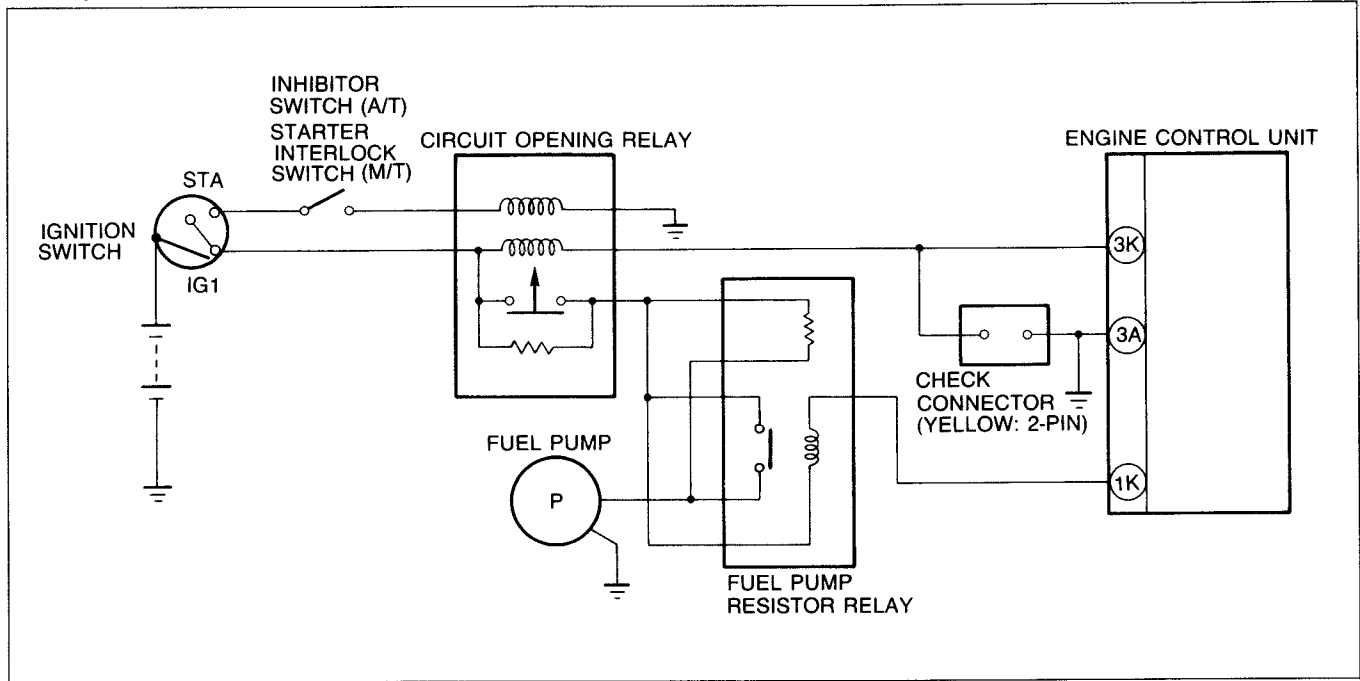 INHIBITOR
SWITCH (A/T)
STARTER
INTERLOCK
SWITCH (M/T)
CIRCUIT OPENING RELAY
ENGINE CONTROL UNIT
STA
IGNITION
SWITCH
IG1
3K
3A
CHECK
CONNECTOR
(YELLOW: 2-PIN)
FUEL PUMP
P
1K
FUEL PUMP
RESISTOR RELAY